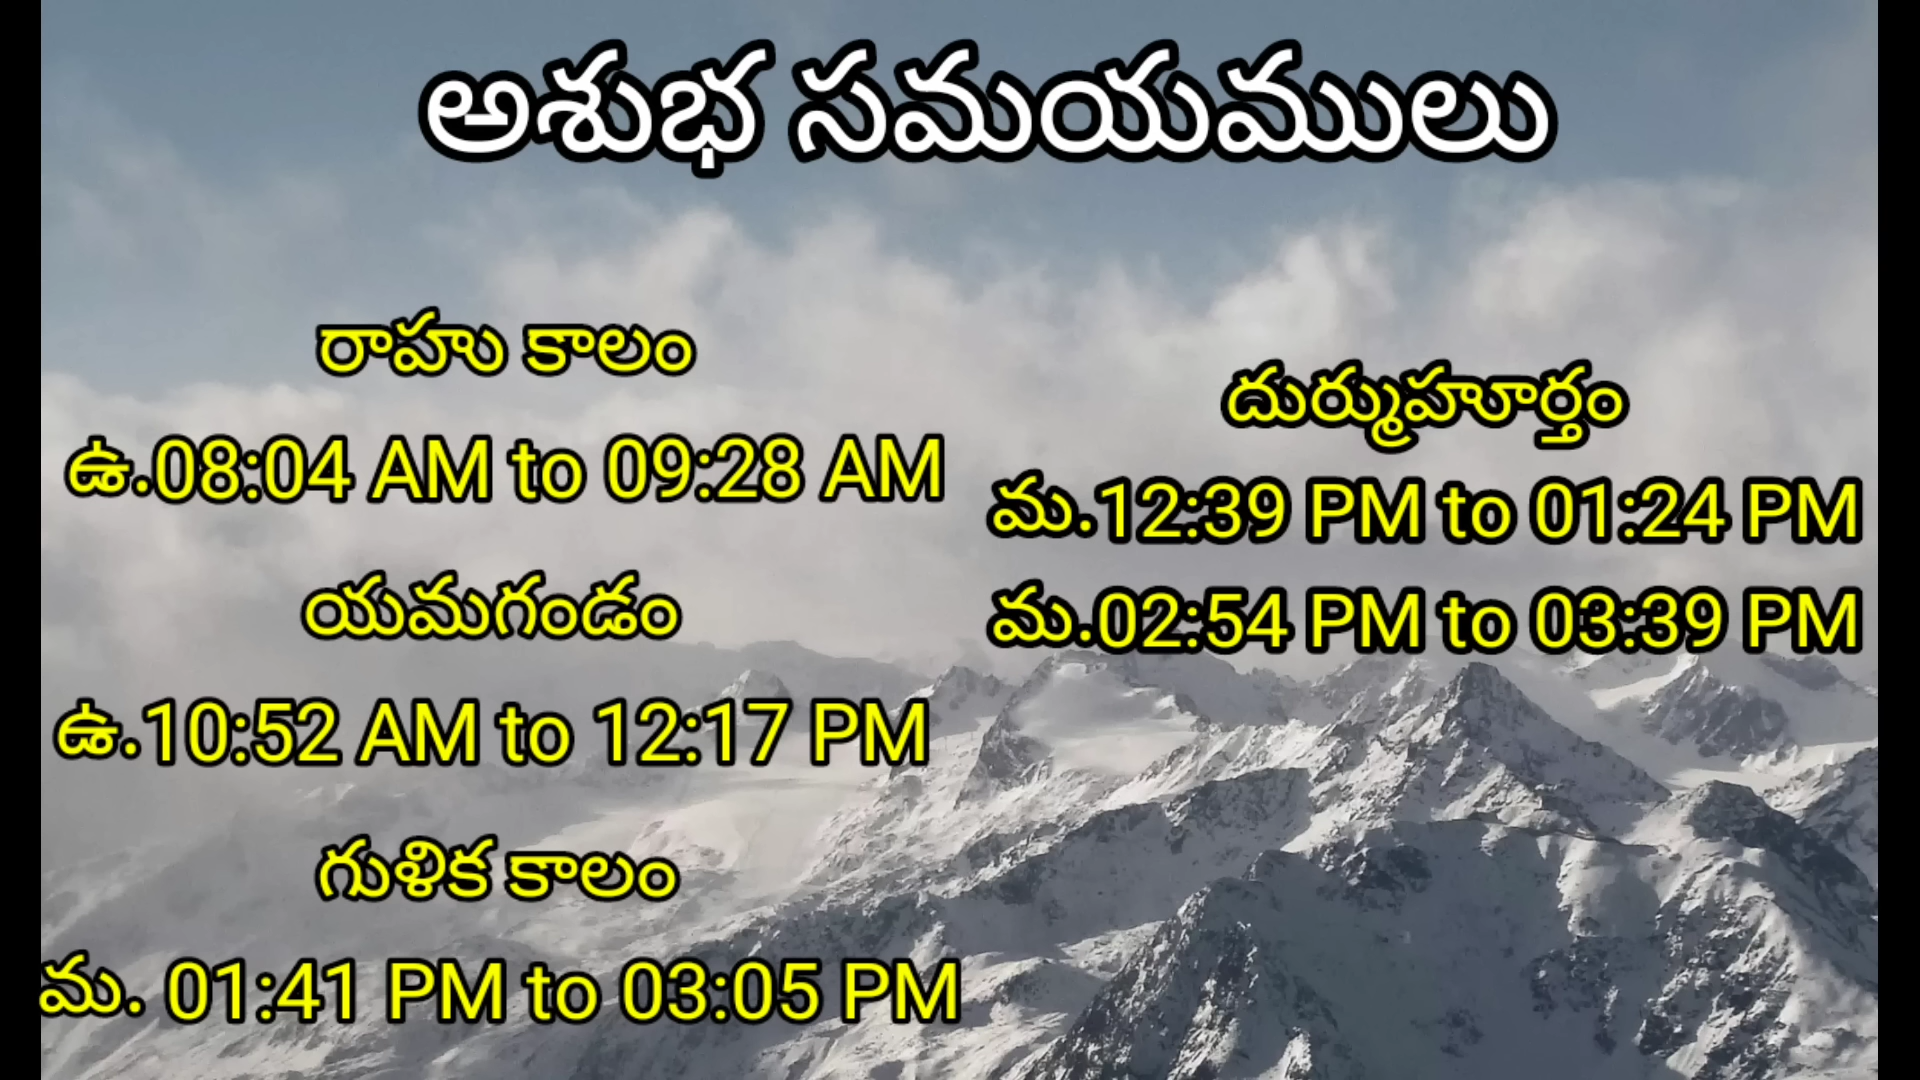 అశుభ సమయములు
రాహు కాలం
ఉ.08:04 AM to 09:28 AM
యమగండం
ఉ.10:52 AM to 12:17 PM
గుళిక కాలం
మ. 01:41 PM to 03:05 PM
దుర్ముహూర్తం
మ.12:39 PM to 01:24 PM
మ.02:54 PM to 03:39 PM